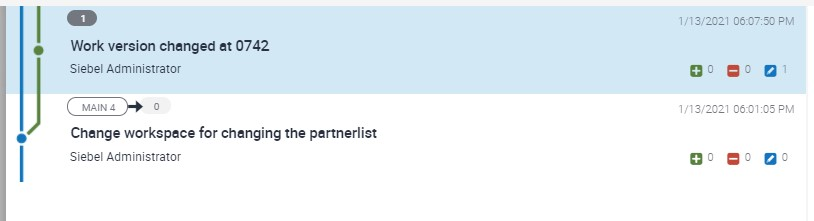 1
1/13/2021 06:07:50 PM
Work version changed at 0742
Siebel Administrator
0 0 1
MAIN 4 0
1/13/2021 06:01:05 PM
Change workspace for changing the partnerlist
Siebel Administrator
0 0 0